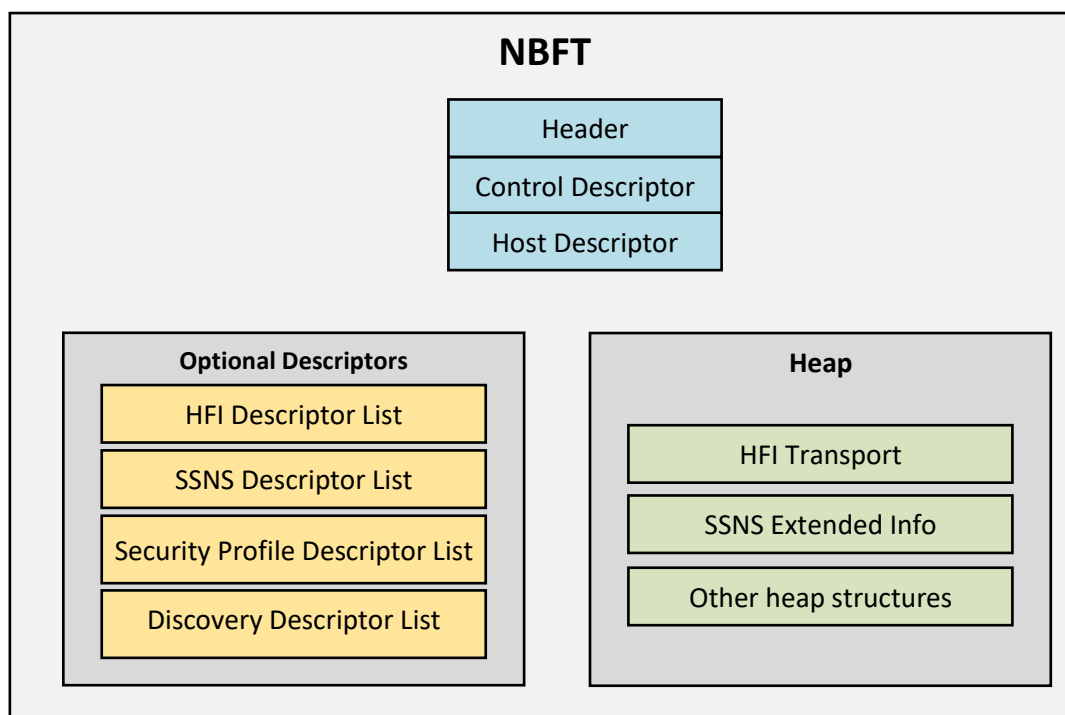 NBFT
Header
Control Descriptor
Host Descriptor
Optional Descriptors
HFI Descriptor List
SSNS Descriptor List
Security Profile Descriptor List
Discovery Descriptor List
Heap
HFI Transport
SSNS Extended Info
Other heap structures